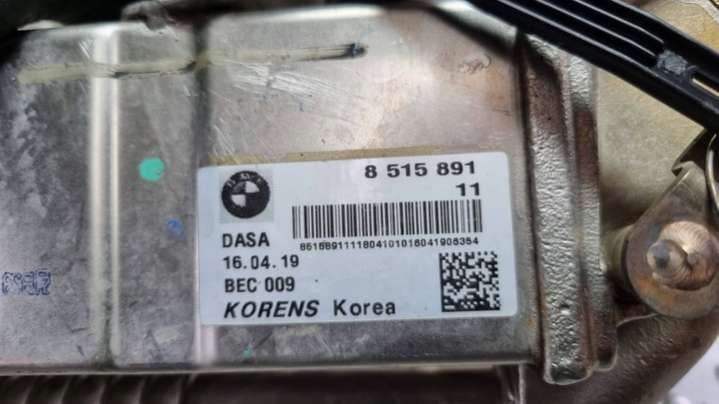 8 515 891
11
DASA
16.04.19
BEC 009
KORENS Korea